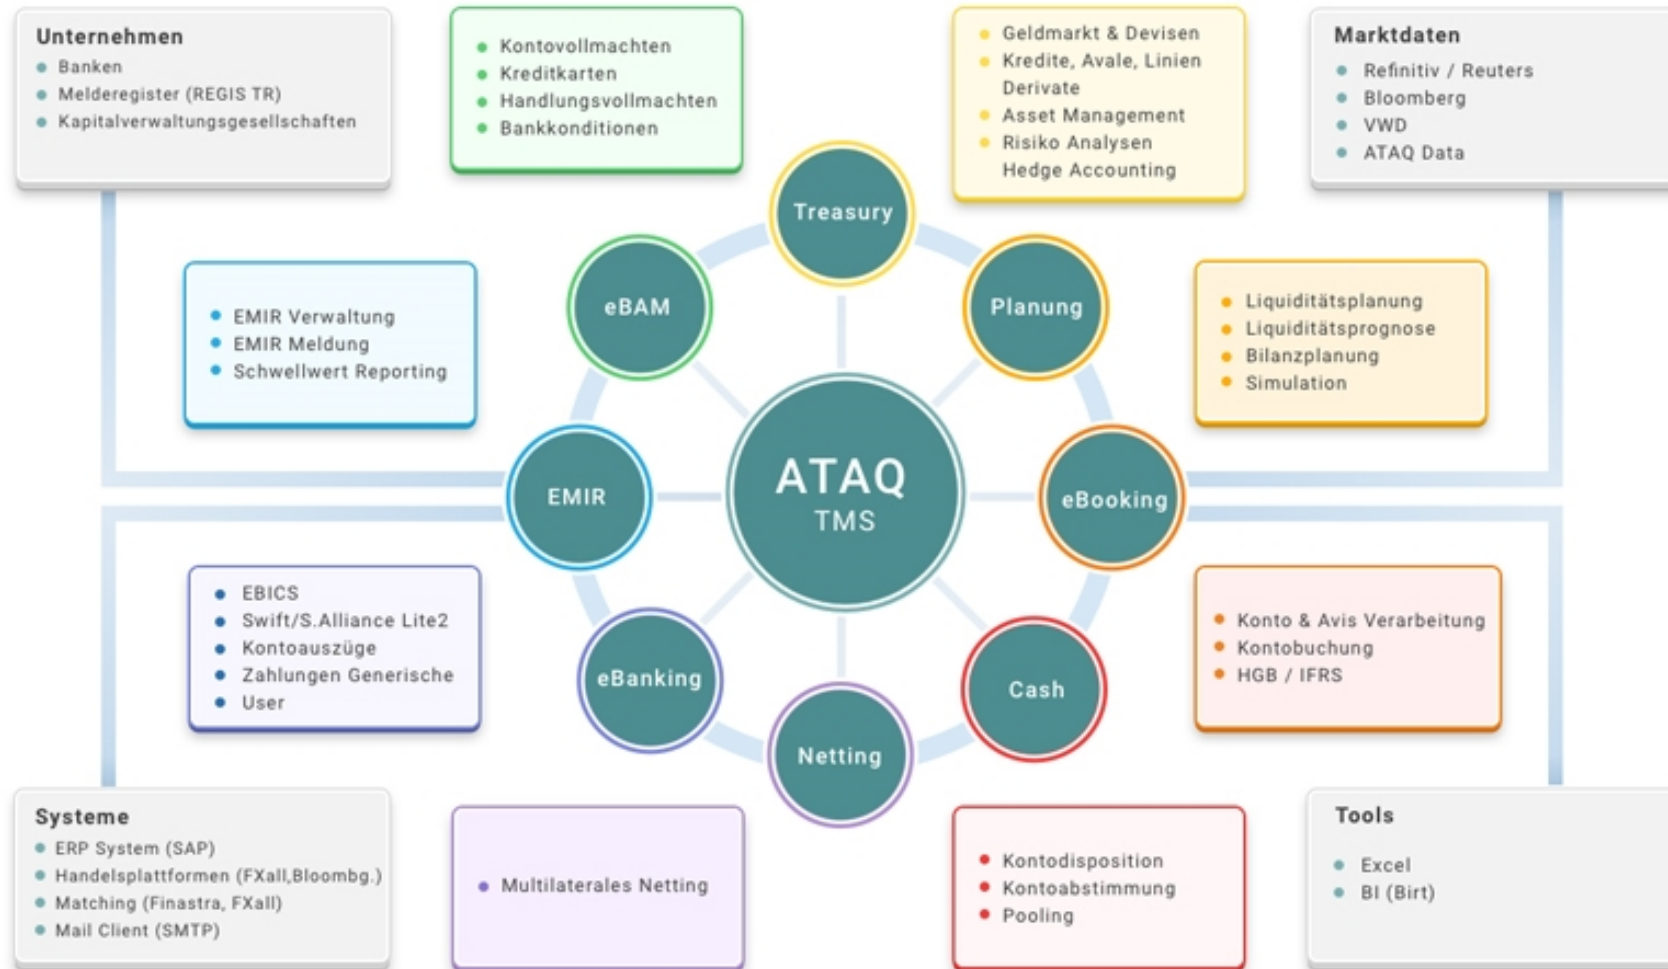 Unternehmen
Banken
Melderegister (REGIS TR)
Kapitalverwaltungsgesellschaften
Kontovollmachten
Kreditkarten
Handlungsvollmachten
Bankkonditionen
Geldmarkt & Devisen
Kredite, Avale, Linien
Derivate
Asset Management
Risiko Analysen
Hedge Accounting
Marktdaten
Refinitiv / Reuters
Bloomberg
VWD
ATAQ Data
Treasury
eBAM
Planung
EMIR Verwaltung
EMIR Meldung
Schwellwert Reporting
Liquiditätsplanung
Liquiditätsprognose
Bilanzplanung
Simulation
EMIR
ATAQ
TMS
eBooking
EBICS
Swift/S.Alliance Lite2
Kontoauszüge
Zahlungen Generische
User
eBanking
Netting
Cash
Konto & Avis Verarbeitung
Kontobuchung
HGB / IFRS
Systeme
ERP System (SAP)
Handelsplattformen (FXall,Bloombg.)
Matching (Finastra, FXall)
Mail Client (SMTP)
Multilaterales Netting
Kontodisposition
Kontoabstimmung
Pooling
Tools
Excel
BI (Birt)